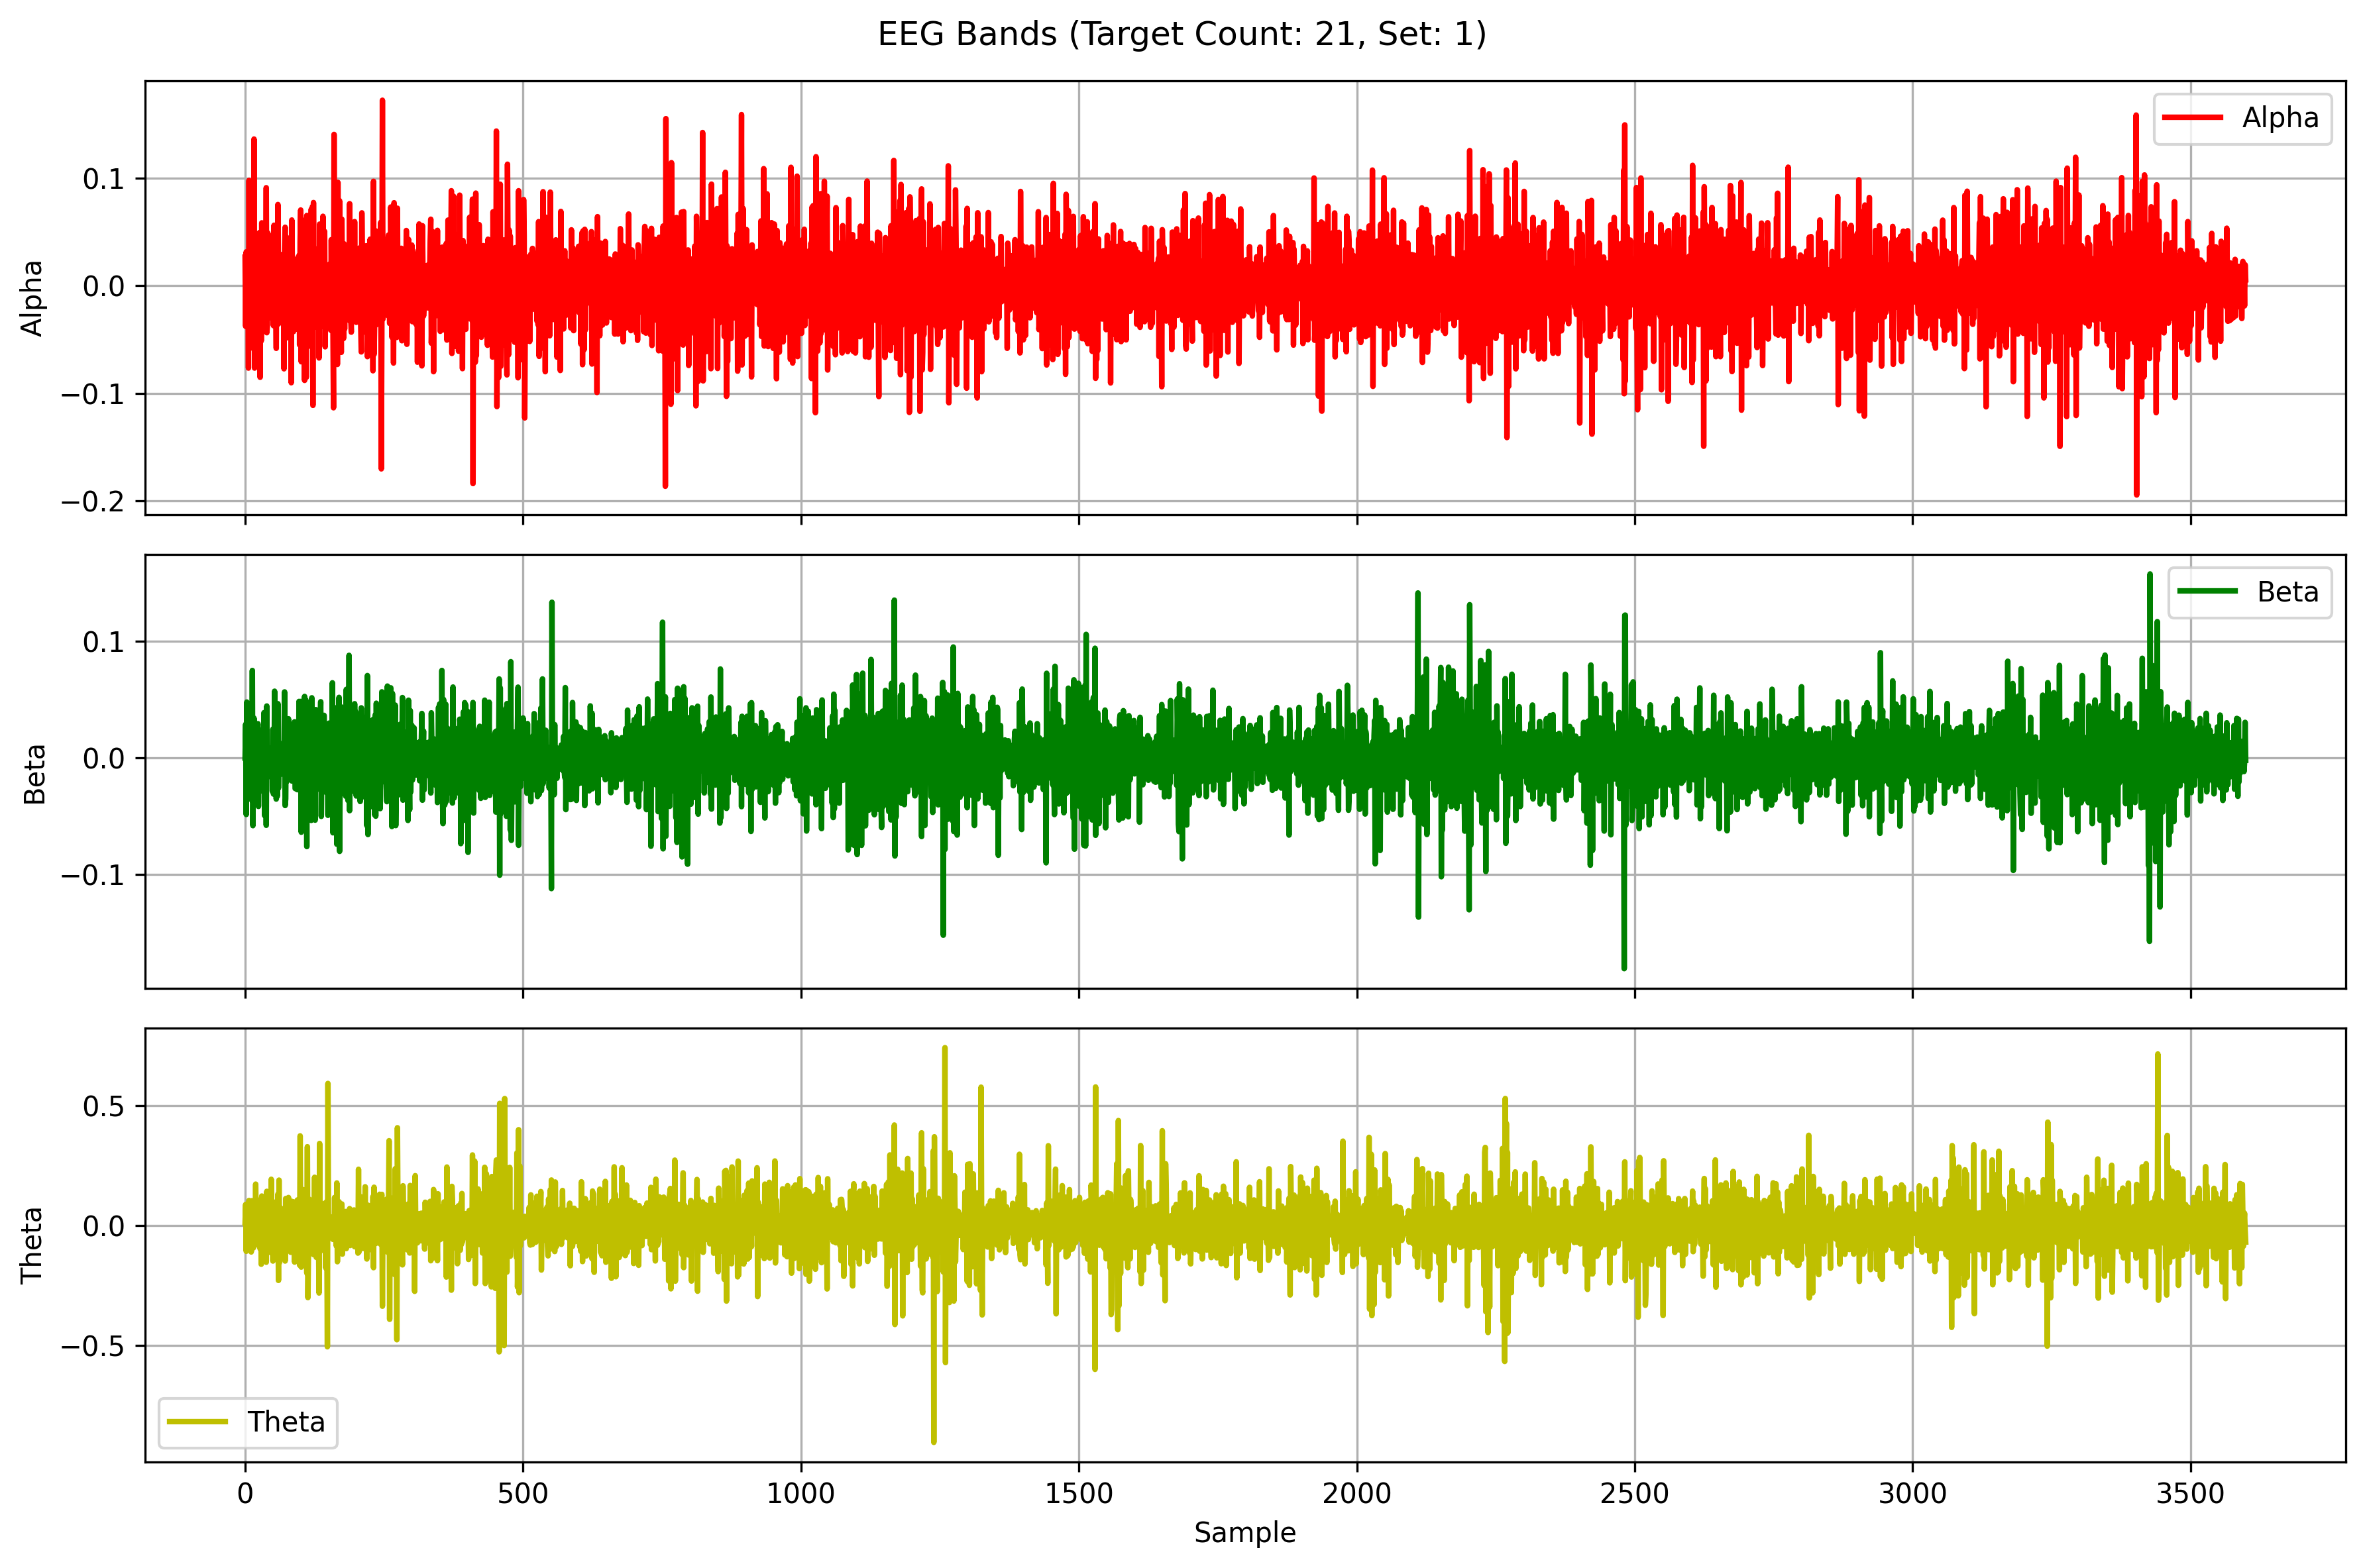 EEG Bands (Target Count: 21, Set: 1)
Alpha
0.1
0.0
−0.1
−0.2
Alpha
Beta
0.1
0.0
−0.1
Beta
Theta
0.5
0.0
−0.5
Theta
0 500 1000 1500 2000 2500 3000 3500
Sample